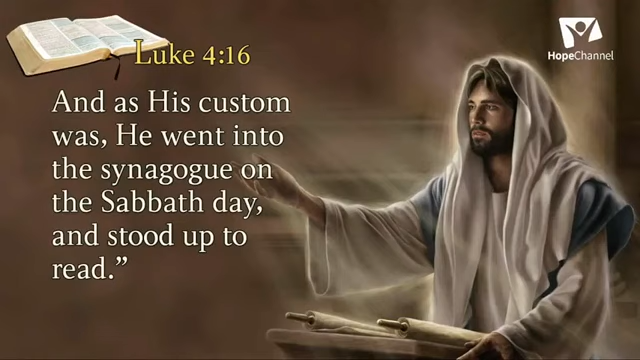 Luke 4:16
HopeChannel
And as His custom
was, He went into
the synagogue on
the Sabbath day,
and stood up to
read.”